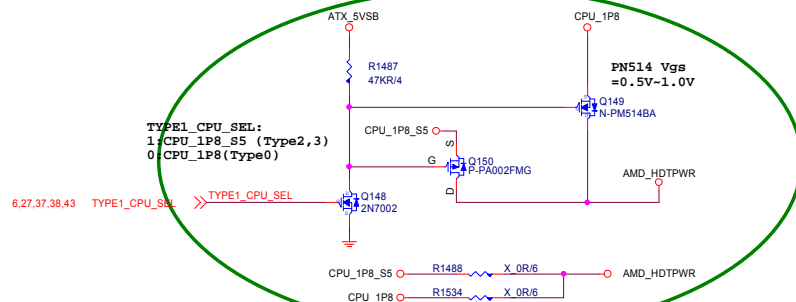 ATX_5VSB
CPU_1P8
R1487
47KR/4
PN514 Vgs
=0.5V~1.0V
Q149
N-PM514BA
TYPE1_CPU_SEL:
1:CPU_1P8_S5 (Type2,3)
0:CPU_1P8(Type0)
CPU_1P8_S5
S
G
D
Q150
P-PA002FMG
AMD_HDTPWR
6,27,37,38,43 TYPE1_CPU_SEL
TYPE1_CPU_SEL
Q148
2N7002
CPU_1P8_S5
R1488
X_0R/6
AMD_HDTPWR
CPU_1P8
R1534
X_0R/6